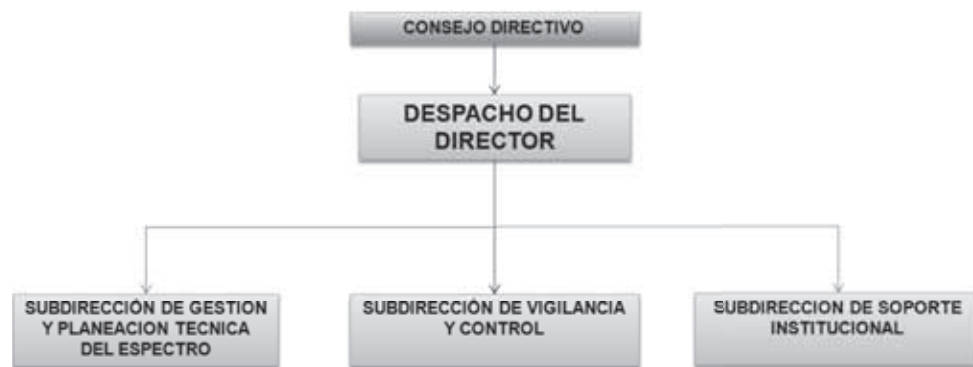 CONSEJO DIRECTIVO
DESPACHO DEL
DIRECTOR
SUBDIRECCIÓN DE GESTION
Y PLANEACION TECNICA
DEL ESPECTRO
SUBDIRECCIÓN DE VIGILANCIA
Y CONTROL
SUBDIRECCION DE SOPORTE
INSTITUCIONAL